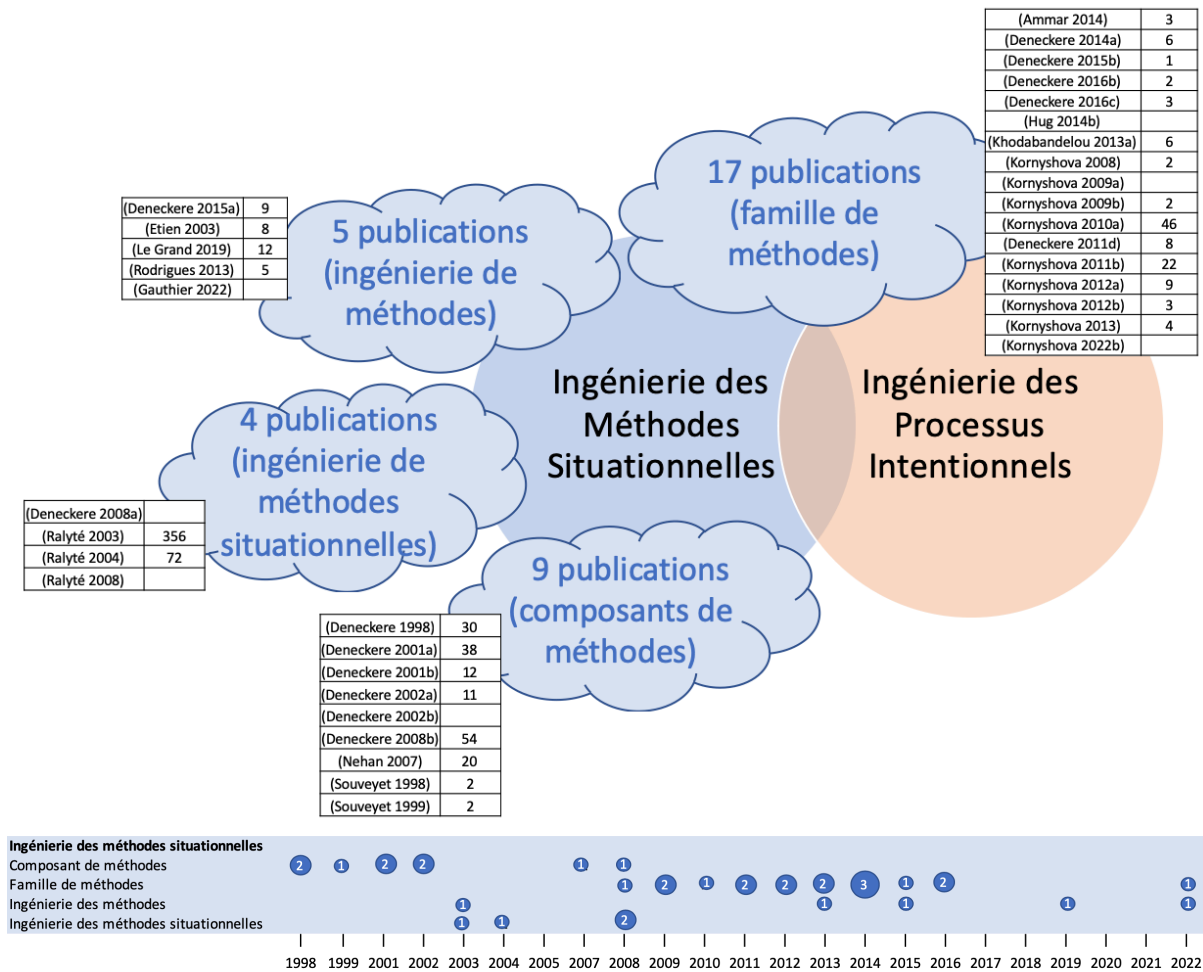 (Ammar 2014) 3
(Deneckere 2014a) 6
(Deneckere 2015b) 1
(Deneckere 2016b) 2
(Deneckere 2016c) 3
(Hug 2014b)
(Khodabandelou 2013a) 6
(Kornyshova 2008) 2
(Kornyshova 2009a)
(Kornyshova 2009b) 2
(Kornyshova 2010a) 46
(Deneckere 2011d) 8
(Kornyshova 2011b) 22
(Kornyshova 2012a) 9
(Kornyshova 2012b) 3
(Kornyshova 2013) 4
(Kornyshova 2022b)
17 publications
(famille de
méthodes)
(Deneckere 2015a) 9
(Etien 2003) 8
(Le Grand 2019) 12
(Rodrigues 2013) 5
(Gauthier 2022)
5 publications
(ingénierie de
méthodes)
Ingénierie des
Méthodes
Situationnelles
Ingénierie des
Processus
Intentionnels
4 publications
(ingénierie de
méthodes
situationnelles)
(Deneckere 2008a)
(Ralyté 2003) 356
(Ralyté 2004) 72
(Ralyté 2008)
9 publications
(composants de
méthodes)
(Deneckere 1998) 30
(Deneckere 2001a) 38
(Deneckere 2001b) 12
(Deneckere 2002a) 11
(Deneckere 2002b)
(Deneckere 2008b) 54
(Nehan 2007) 20
(Souveyet 1998) 2
(Souveyet 1999) 2
Ingénierie des méthodes situationnelles
Composant de méthodes 2 1 2 2 1 1
Famille de méthodes 1 2 1 2 2 2 3 1 2 1
Ingénierie des méthodes 1 1 1 1 1
Ingénierie des méthodes situationnelles 1 1 2
1998 1999 2001 2002 2003 2004 2005 2007 2008 2009 2010 2011 2012 2013 2014 2015 2016 2017 2018 2019 2020 2021 2022